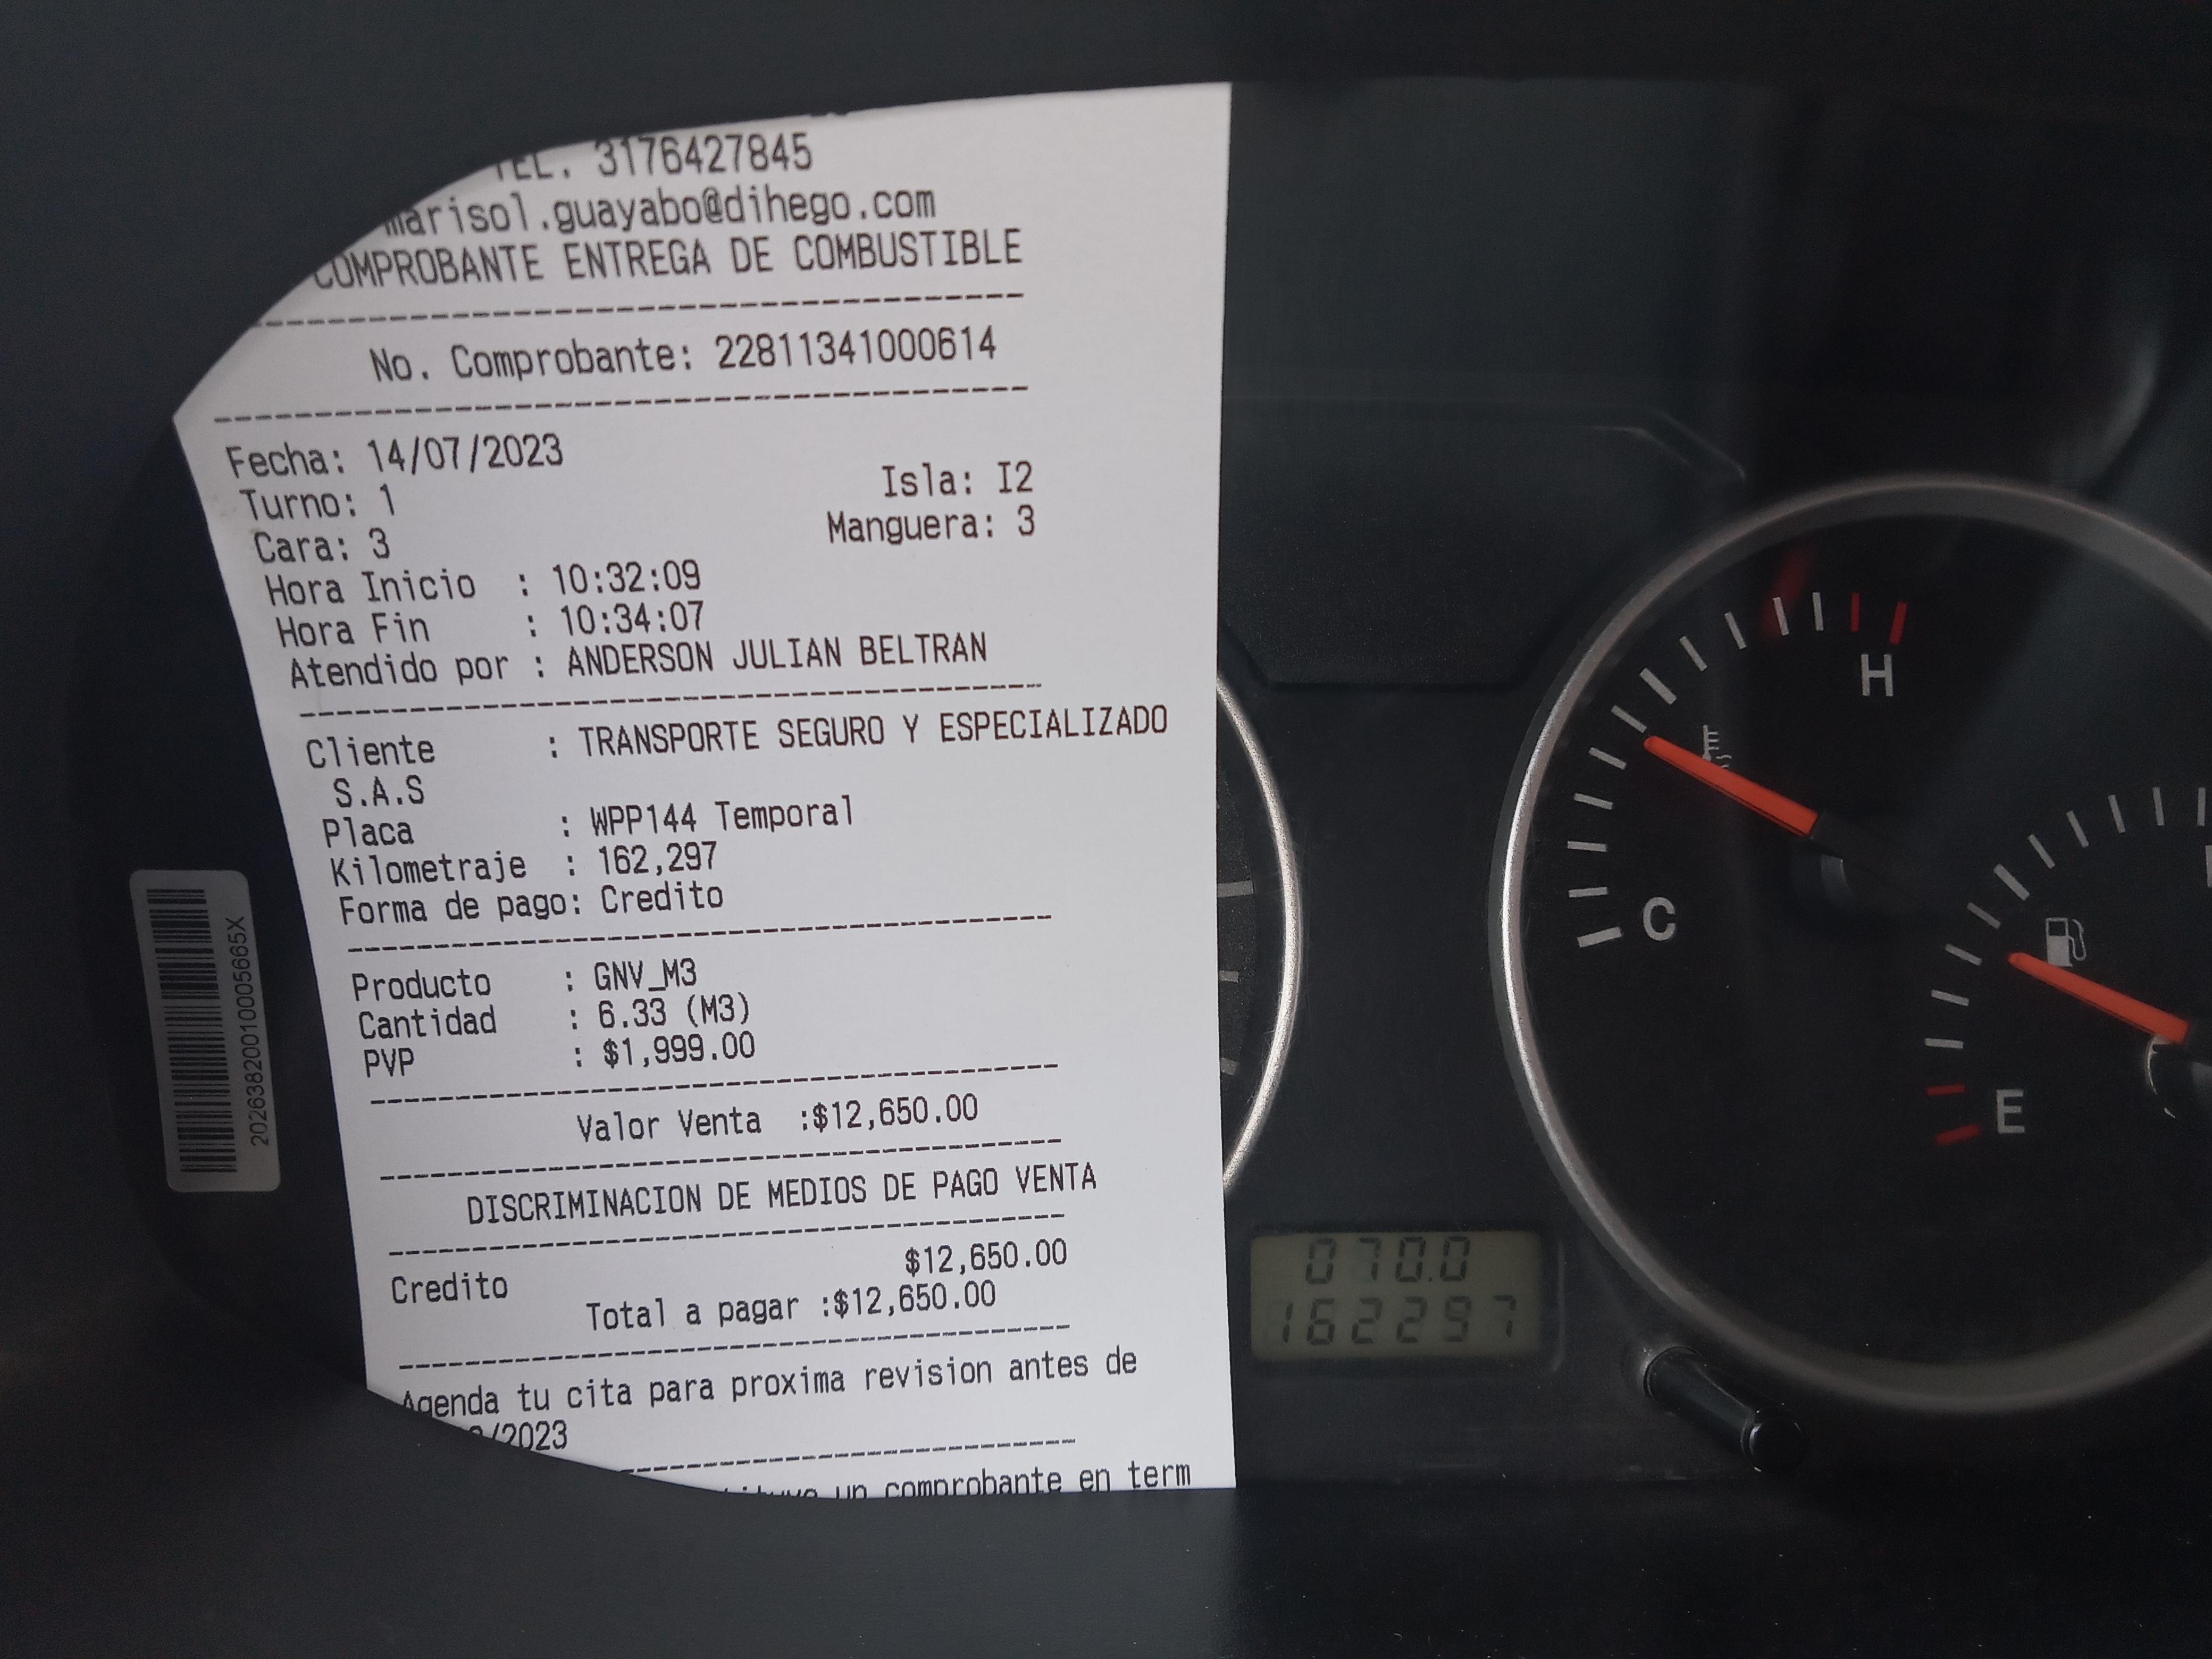 TEL. 3176427845
marisol.guayabo@dihego.com
COMPROBANTE ENTREGA DE COMBUSTIBLE
No. Comprobante: 22811341000614
Fecha: 14/07/2023
Turno: 1 Isla: I2
Cara: 3 Manguera: 3
Hora Inicio : 10:32:09
Hora Fin : 10:34:07
Atendido por : ANDERSON JULIAN BELTRAN
Cliente : TRANSPORTE SEGURO Y ESPECIALIZADO
S.A.S
Placa : WPP144 Temporal
Kilometraje : 162,297
Forma de pago: Credito
Producto : GNV_M3
Cantidad : 6.33 (M3)
PVP : $1,999.00
Valor Venta :$12,650.00
DISCRIMINACION DE MEDIOS DE PAGO VENTA
Credito $12,650.00
Total a pagar :$12,650.00
Agenda tu cita para proxima revision antes de
/2023
un comprobante en term
20263820010005665X
H
C
E
070.0
162297